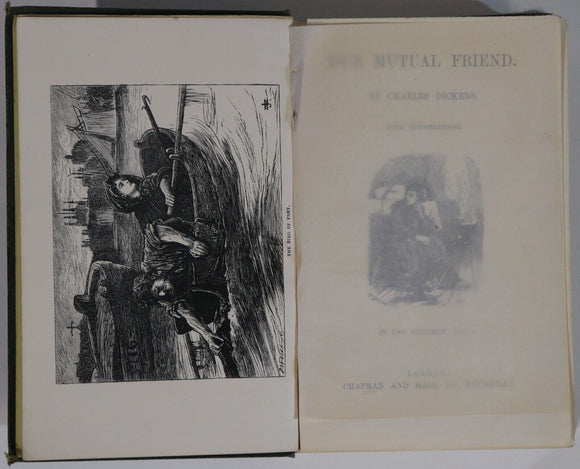 THE BIRD OF PREY.
OUR MUTUAL FRIEND.
BY CHARLES DICKENS.
WITH ILLUSTRATIONS
IN TWO VOLUMES.
LONDON
CHAPMAN AND HALL, 193, PICCADILLY.